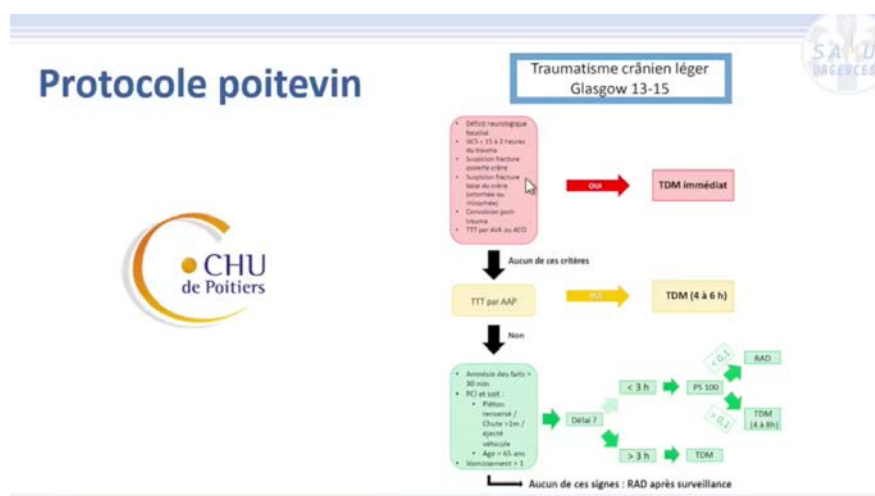 SAMU
URGENCES
Protocole poitevin
Traumatisme crânien léger
Glasgow 13-15
CHU
de Poitiers
• Déficit neurologique
focalisé
• GCS < 15 à 2 heures
du trauma
• Suspicion fracture
ouverte crâne
• Suspicion fracture
base du crâne
(otorrhée ou
rhinorrhée)
• Convulsion post-
trauma
• TTT par AVK ou AOD
OUI
TDM immédiat
Aucun de ces critères
TTT par AAP
OUI
TDM (4 à 6 h)
Non
• Amnésie des faits >
30 min
• PCI et soit :
• Piéton
renversé /
Chute >1m /
éjecté
véhicule
• Age > 65 ans
• Vomissement > 1
Délai ?
< 3 h
PS 100
< 0,1
RAD
> 0,1
TDM
(4 à 8h)
> 3 h
TDM
Aucun de ces signes : RAD après surveillance